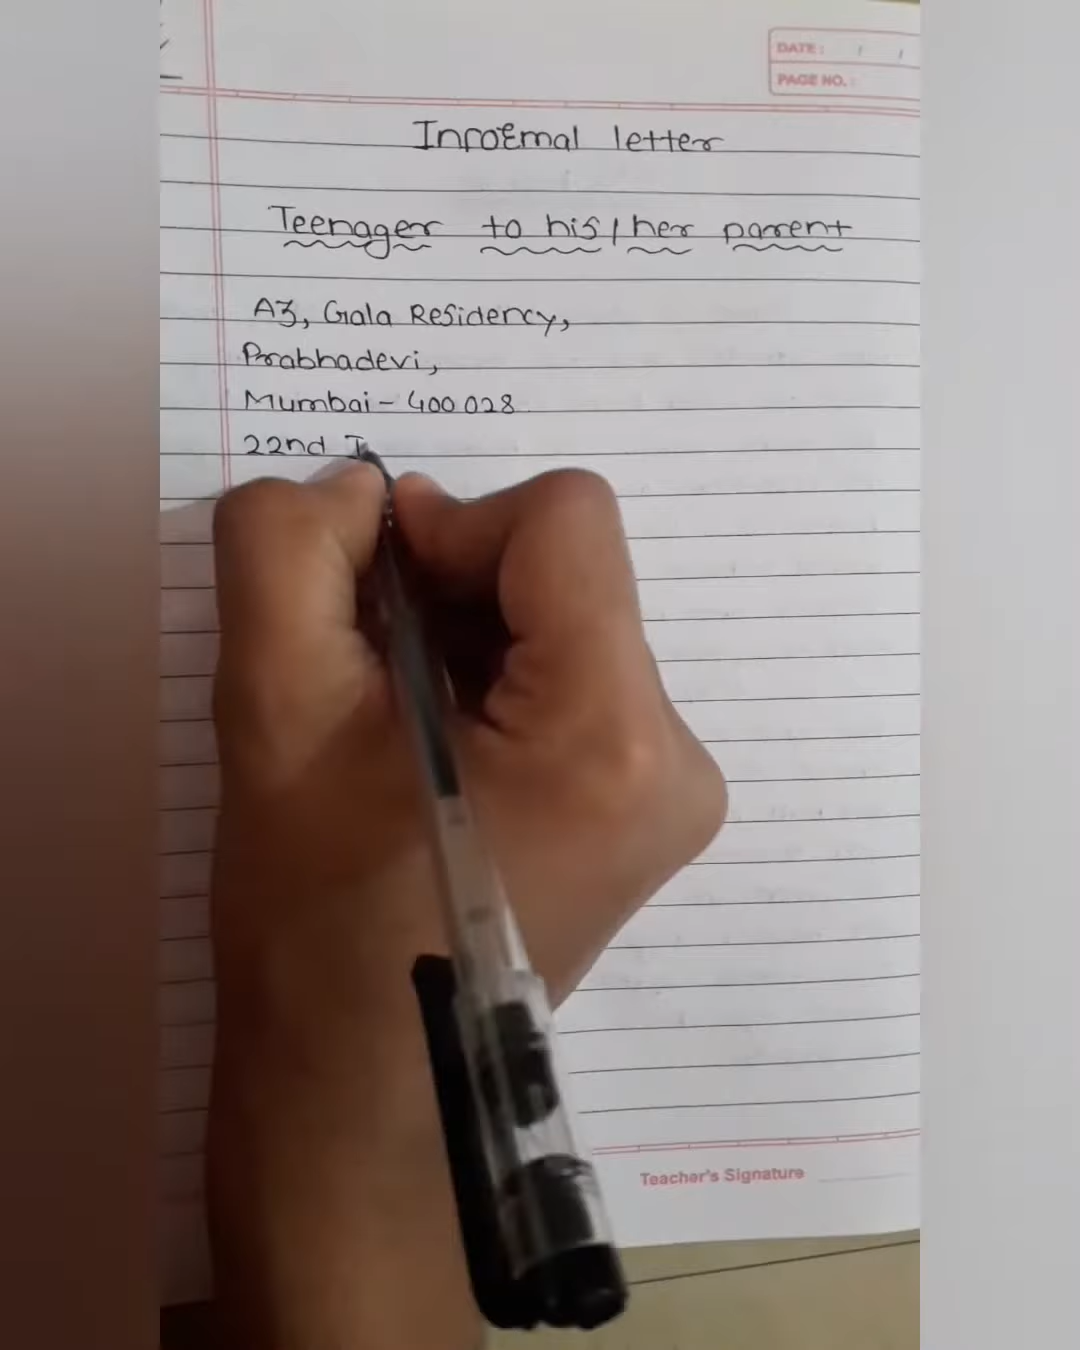 DATE: / /
PAGE NO.:
Informal letter
Teenager to his/her parent
A3, Gala Residency,
Prabhadevi,
Mumbai - 400 028
22nd
Teacher's Signature